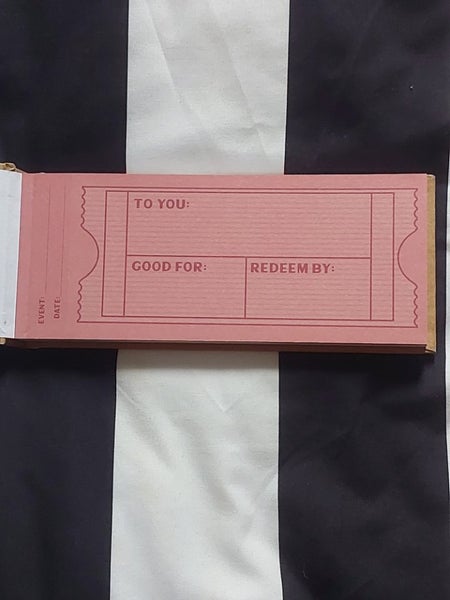 TO YOU:
GOOD FOR:
REDEEM BY:
EVENT:
DATE: